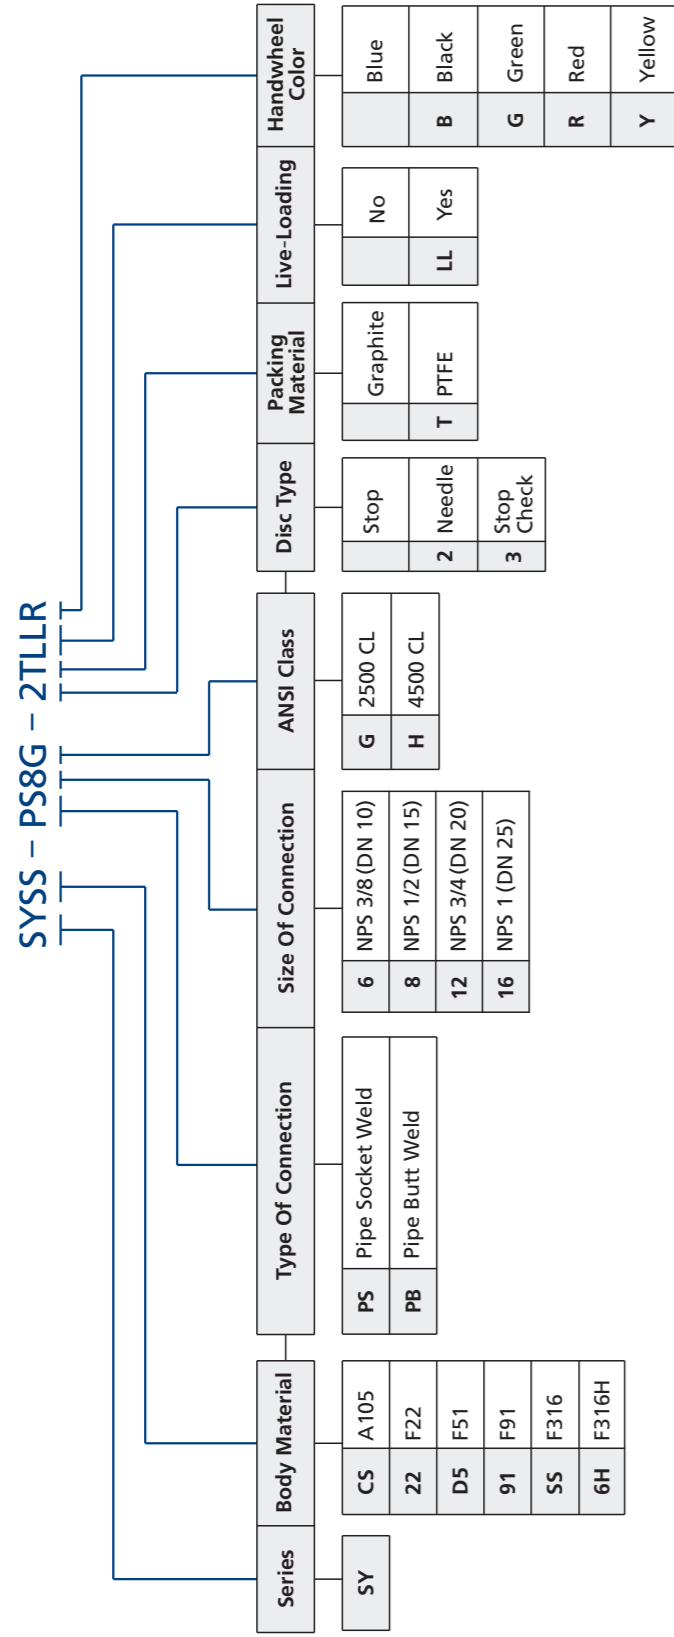 SYSS – PS8G – 2TLLR
Series
SY
Body Material
CS A105
22 F22
D5 F51
91 F91
SS F316
6H F316H
Type Of Connection
PS Pipe Socket Weld
PB Pipe Butt Weld
Size Of Connection
6 NPS 3/8 (DN 10)
8 NPS 1/2 (DN 15)
12 NPS 3/4 (DN 20)
16 NPS 1 (DN 25)
ANSI Class
G 2500 CL
H 4500 CL
Disc Type
Stop
2 Needle
3 Stop
Check
Packing
Material
Graphite
T PTFE
Live-Loading
No
LL Yes
Handwheel
Color
Blue
B Black
G Green
R Red
Y Yellow